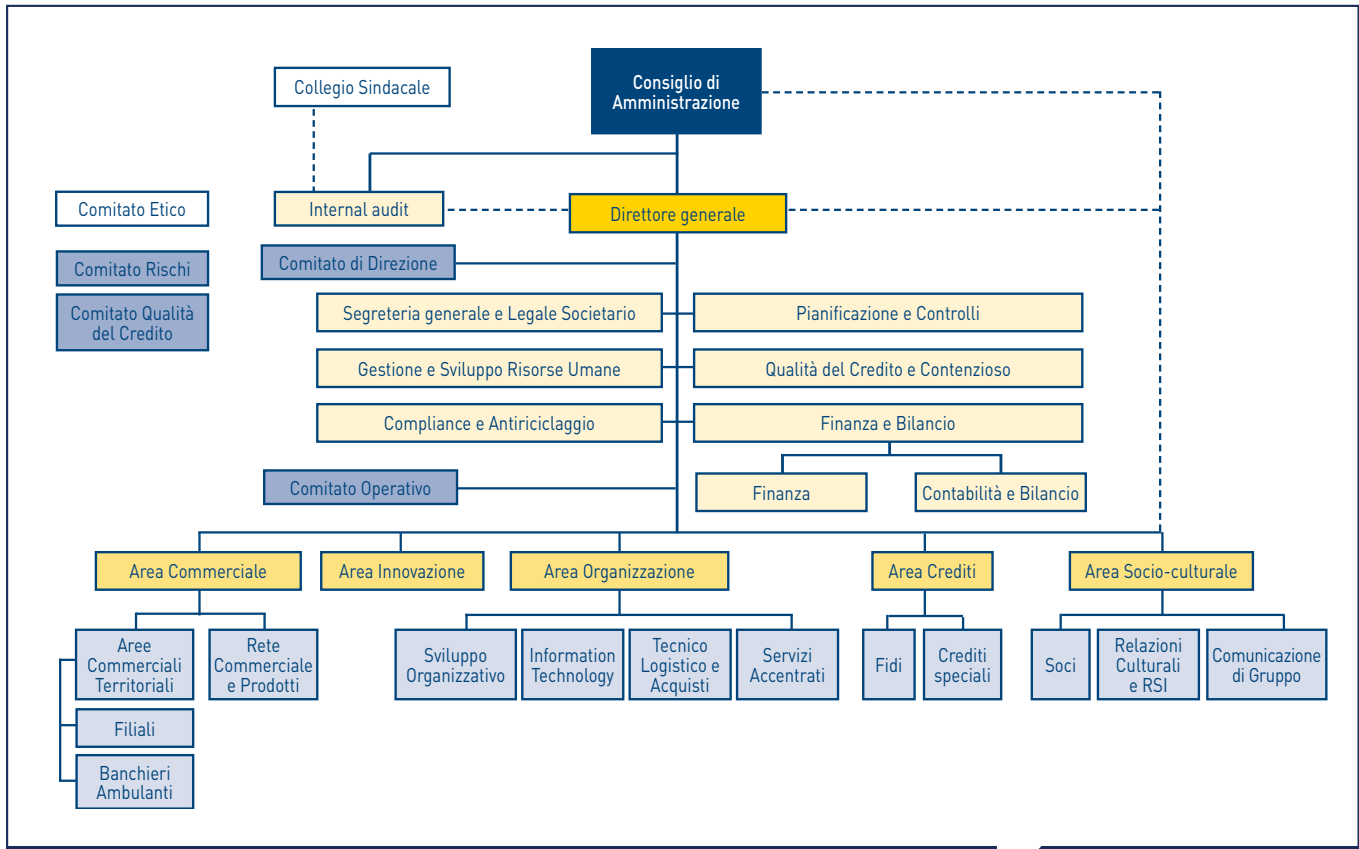 Consiglio di
Amministrazione
Collegio Sindacale
Comitato Etico
Internal audit
Direttore generale
Comitato Rischi
Comitato di Direzione
Comitato Qualità
del Credito
Segreteria generale e Legale Societario
Pianificazione e Controlli
Gestione e Sviluppo Risorse Umane
Qualità del Credito e Contenzioso
Compliance e Antiriciclaggio
Finanza e Bilancio
Comitato Operativo
Finanza
Contabilità e Bilancio
Area Commerciale
Area Innovazione
Area Organizzazione
Area Crediti
Area Socio-culturale
Aree
Commerciali
Territoriali
Rete
Commerciale
e Prodotti
Sviluppo
Organizzativo
Information
Technology
Tecnico
Logistico e
Acquisti
Servizi
Accentrati
Fidi
Crediti
speciali
Soci
Relazioni
Culturali
e RSI
Comunicazione
di Gruppo
Filiali
Banchieri
Ambulanti